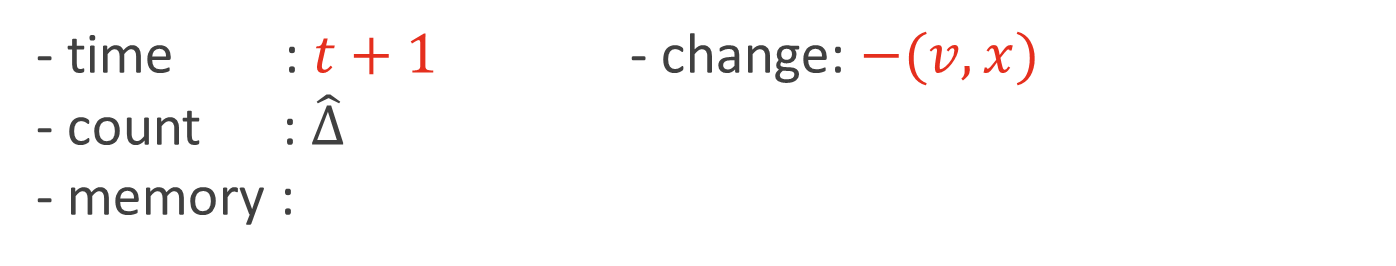 - time : t + 1 - change: −(v, x)
- count : Δ̂
- memory :